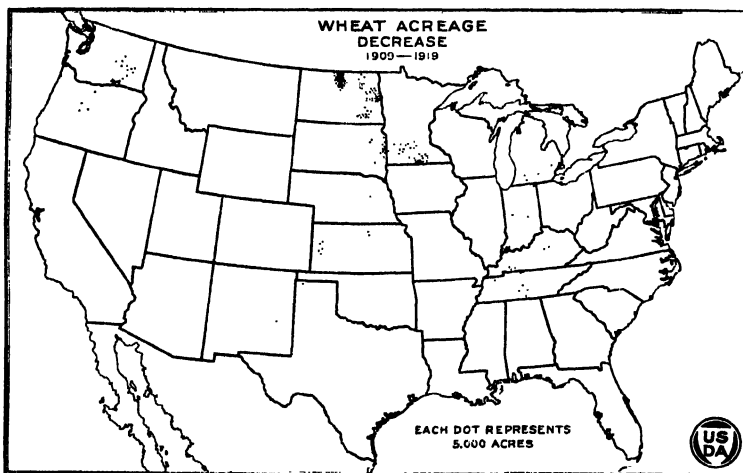 WHEAT ACREAGE
DECREASE
1909—1919
EACH DOT REPRESENTS
5,000 ACRES
US
DA